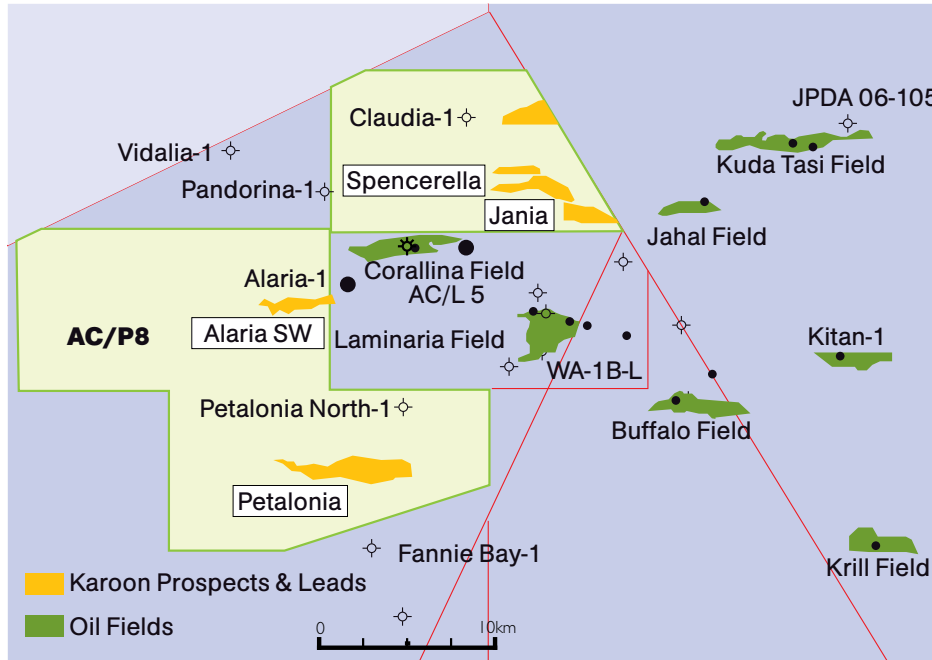 JPDA 06-105
Claudia-1
Vidalia-1
Kuda Tasi Field
Pandorina-1
Spencerella
Jania
Jahal Field
Alaria-1
Corallina Field
AC/L 5
AC/P8
Alaria SW
Laminaria Field
Kitan-1
WA-1B-L
Petalonia North-1
Buffalo Field
Petalonia
Fannie Bay-1
Krill Field
Karoon Prospects & Leads
Oil Fields
0
10km